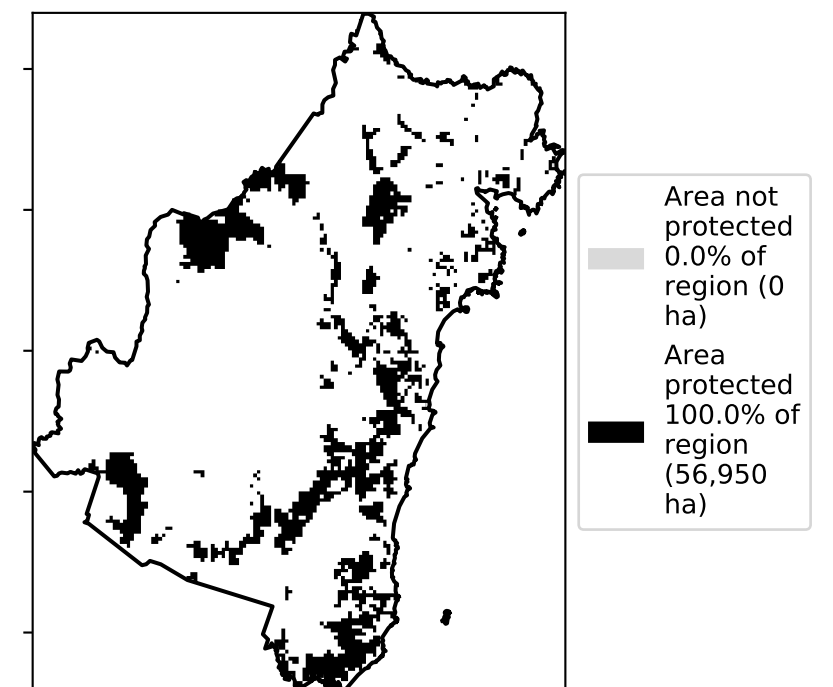 Area not
protected
0.0% of
region (0
ha)
Area
protected
100.0% of
region
(56,950
ha)